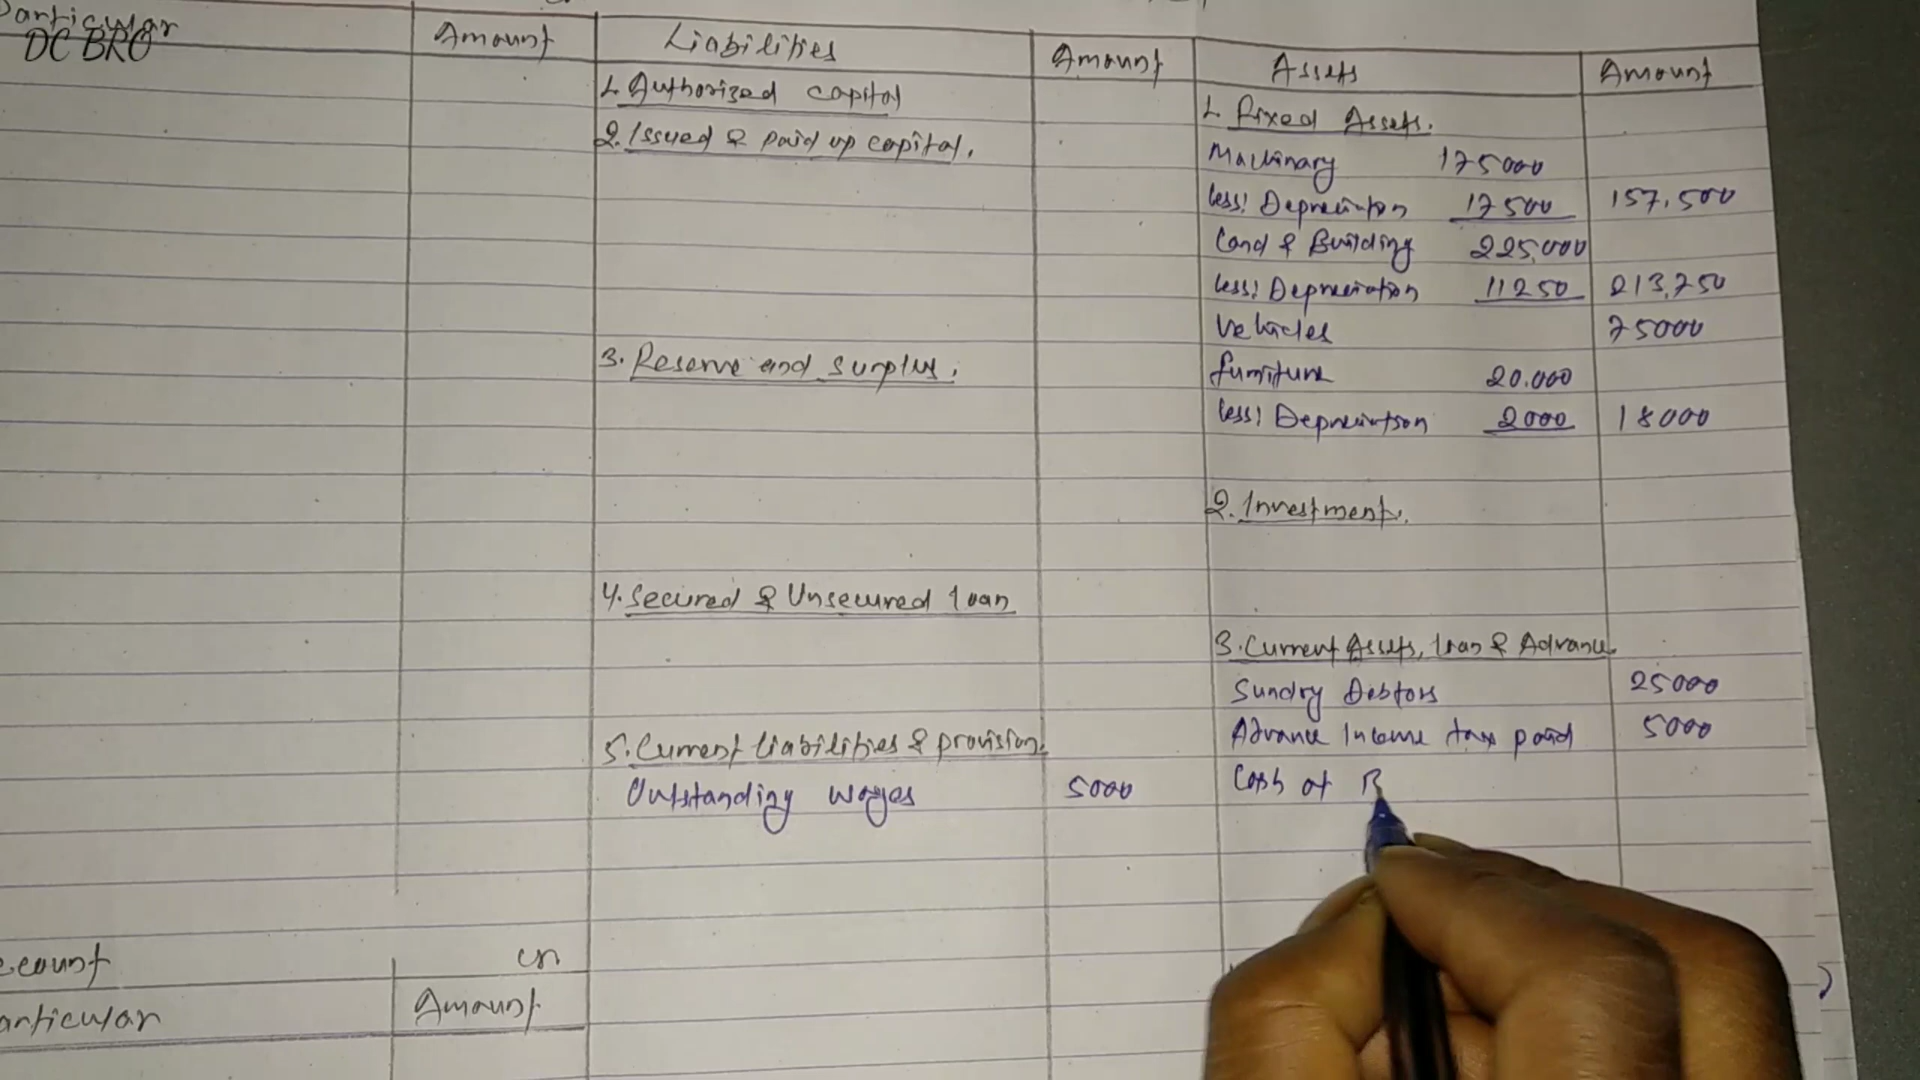 Particular
DC BRO
Amount
Liabilities
Amount
Assets
Amount
1. Authorized capital
2. Issued & paid up capital.
3. Reserve and surplus.
4. Secured & Unsecured loan
5. Current liabilities & provision.
Outstanding wages 5000
1. Fixed Assets.
Machinary 175000
less: Depreciation 17500 157,500
Land & Building 225,000
less: Depreciation 11250 213,750
Vehicles 75000
furniture 20.000
less: Depreciation 2000 18000
2. Investment.
3. Current Assets, loan & Advance.
Sundry Debtors 25000
Advance Income tax paid 5000
Cash at B
ccount
cr
articular
Amount